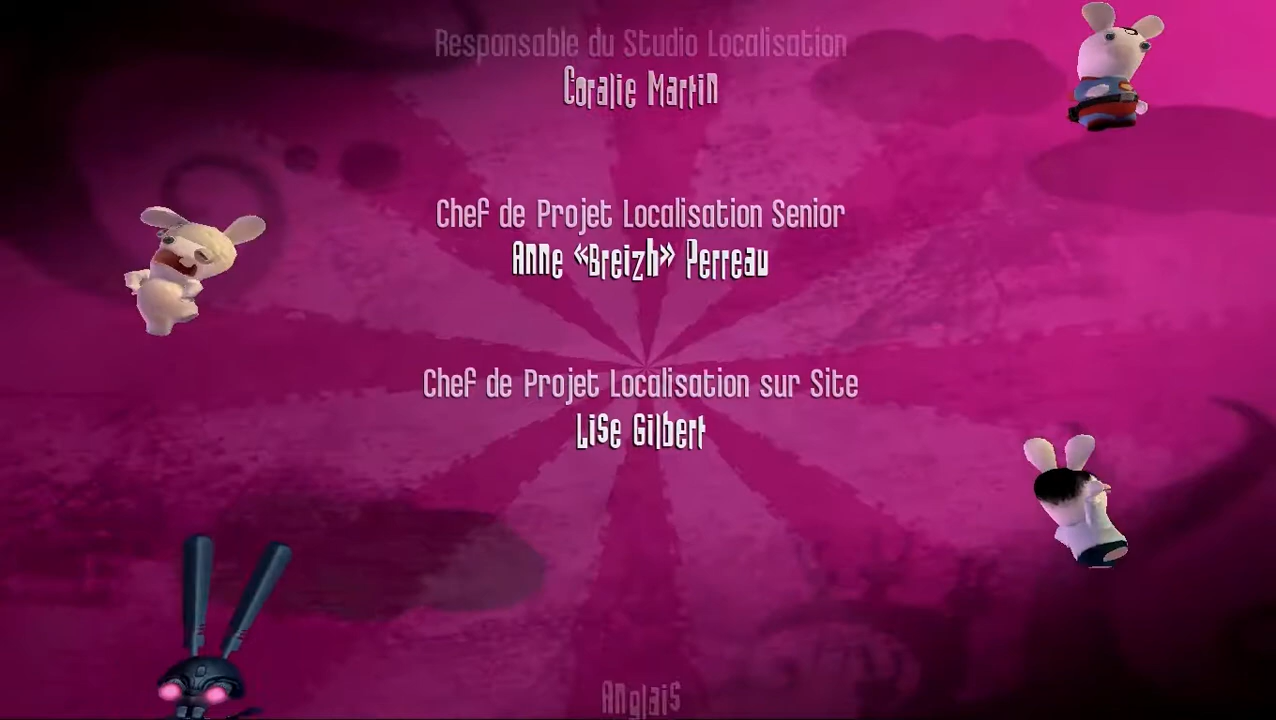 Responsable du Studio Localisation
Coralie Martin
Chef de Projet Localisation Senior
Anne «Breizh» Perreau
Chef de Projet Localisation sur Site
Lise Gilbert
Anglais